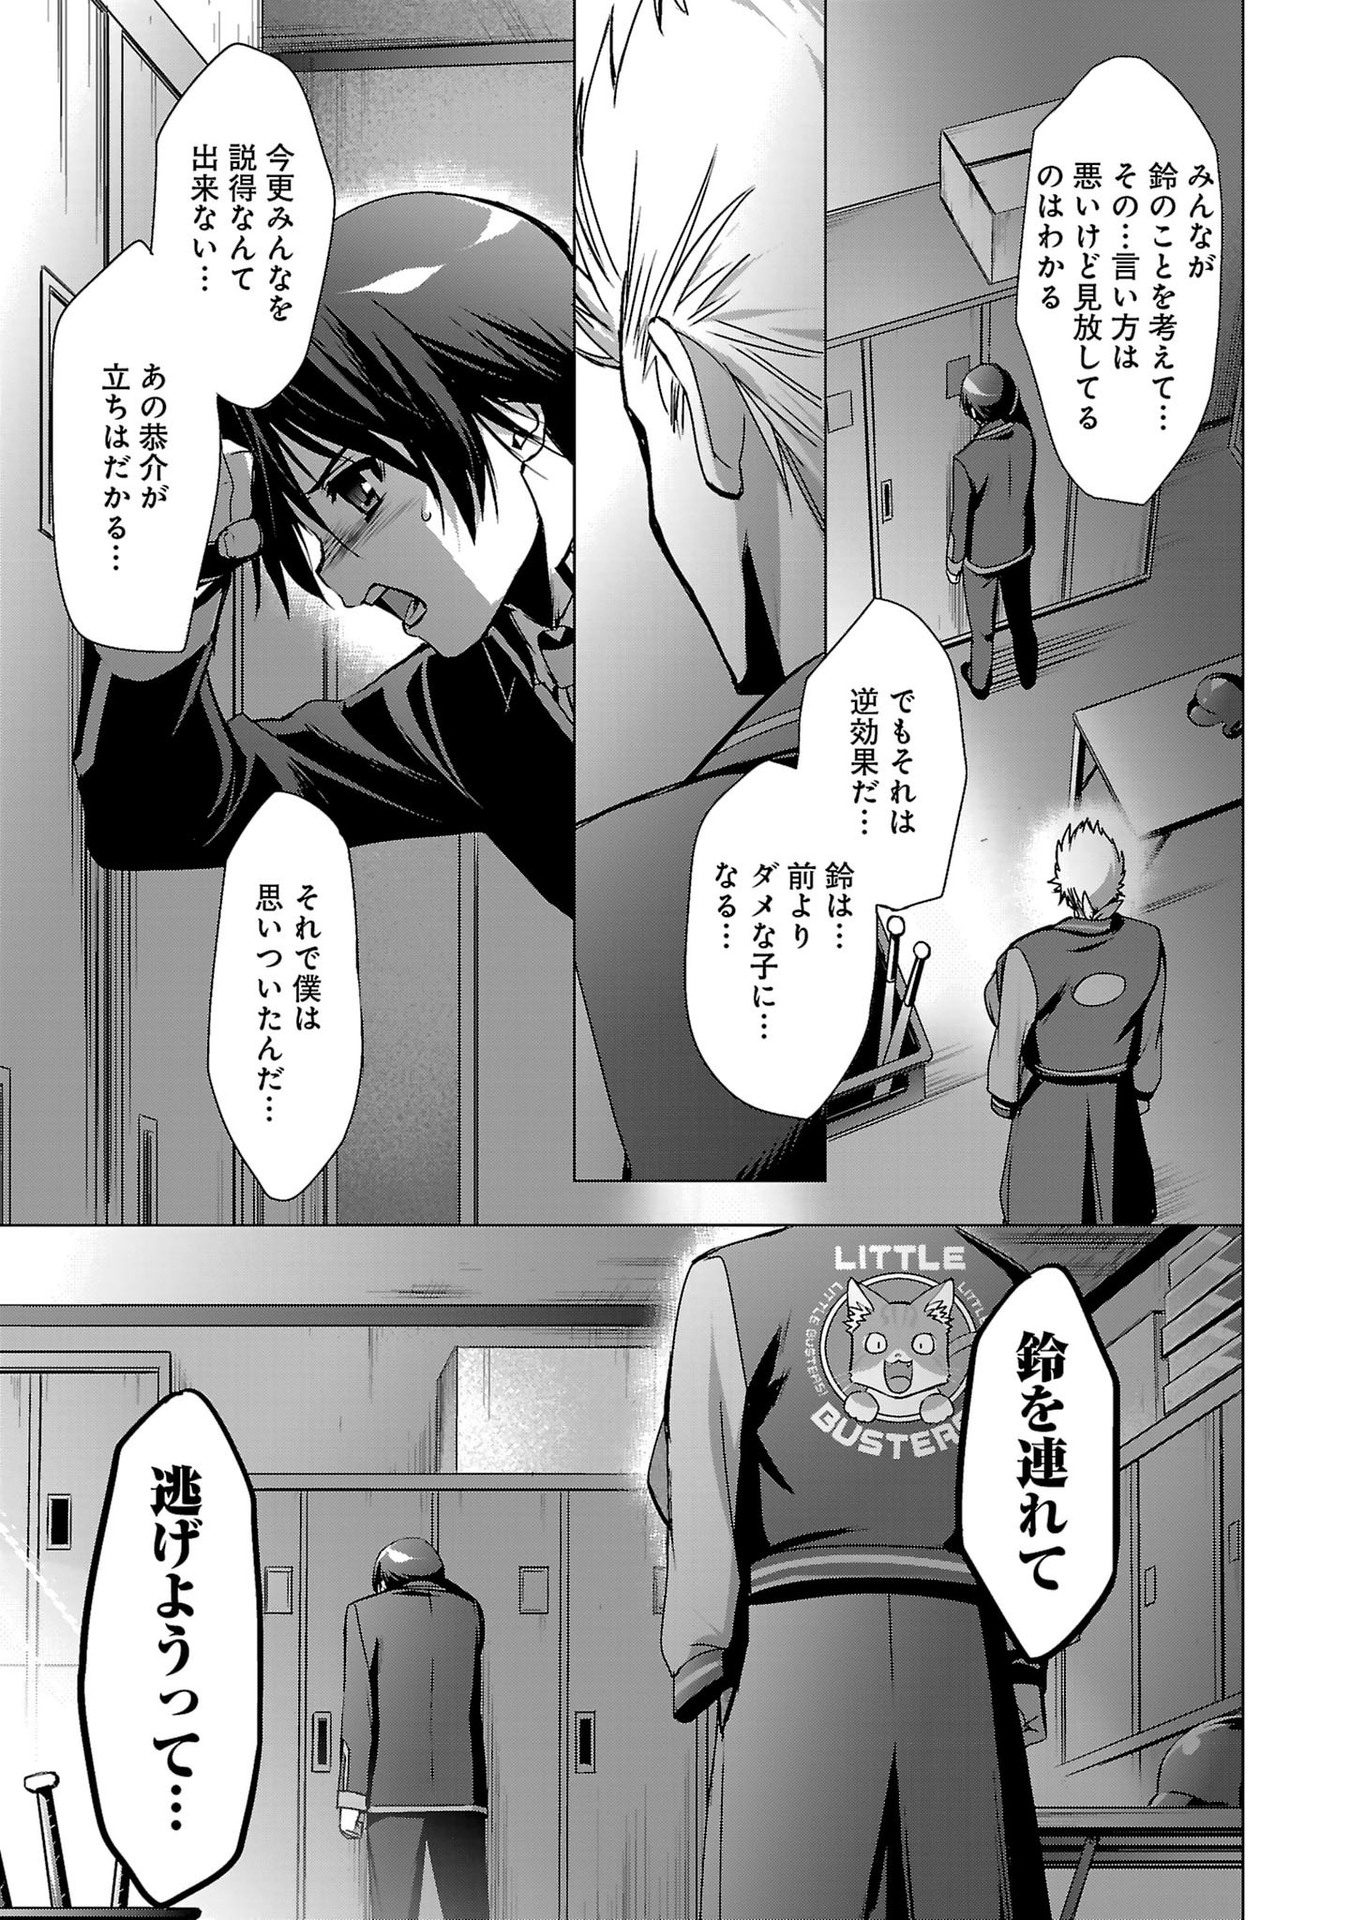 みんなが
鈴のことを考えて…
その…言い方は
悪いけど見放してる
のはわかる
でもそれは
逆効果だ…
鈴は…
前より
ダメな子に…
なる…
今更みんなを
説得なんて
出来ない…
あの恭介が
立ちはだかる…
それで僕は
思いついたんだ…
鈴を連れて
LITTLE
LITTLE BUSTERS!
LITTLE
BUSTER
逃げようって…